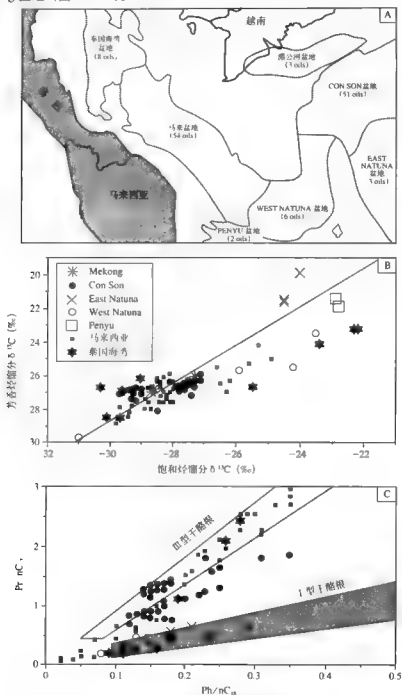 A
越南
泰国海湾
盆地
(8 oils)
湄公河盆地
(3 oils)
CON SON盆地
(51 oils)
马来盆地
(54 oils)
EAST
NATUNA
盆地
3 oils)
马来西亚
WEST NATUNA 盆地
(6 oils)
PENYU 盆地
(2 oils)
B
Mekong
Con Son
East Natuna
West Natuna
Penyu
马来西亚
泰国海湾
20
22
24
26
28
30
芳香烃馏分δ¹³C (‰)
-30
-28
-26
-24
-22
饱和烃馏分δ¹³C (‰)
C
III型干酪根
I型干酪根
3
2
1
0
0.0
0.1
0.2
0.3
0.4
0.5
Ph/nC₁₈